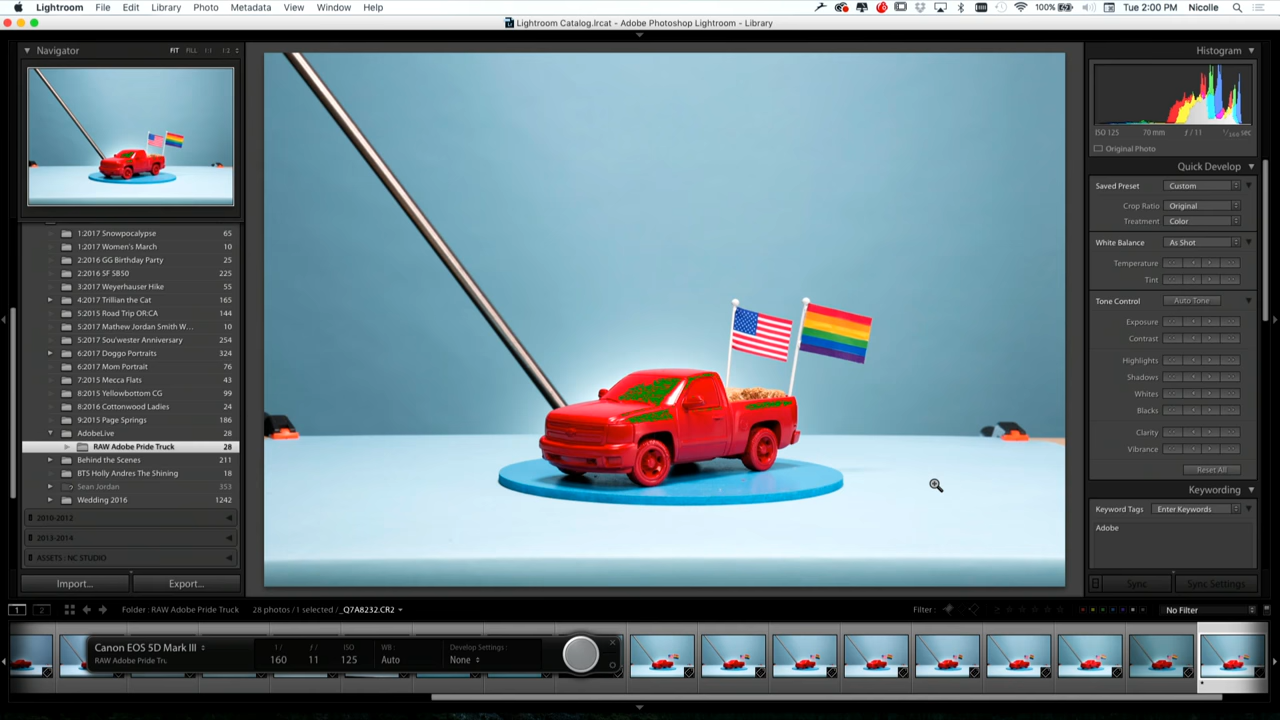 Lightroom File Edit Library Photo Metadata View Window Help 100% Tue 2:00 PM Nicolle
Lightroom Catalog.lrcat - Adobe Photoshop Lightroom - Library
Navigator FIT FILL 1:1 1:2
1:2017 Snowpocalypse 65
1:2017 Women's March 10
2:2016 GG Birthday Party 25
2:2016 SF SB50 225
3:2017 Weyerhauser Hike 55
4:2017 Trillian the Cat 165
5:2015 Road Trip OR:CA 144
5:2017 Mathew Jordan Smith W... 10
5:2017 Sou'wester Anniversary 254
6:2017 Doggo Portraits 324
6:2017 Mom Portrait 76
7:2015 Mecca Flats 43
8:2015 Yellowbottom CG 99
8:2016 Cottonwood Ladies 24
9:2015 Page Springs 186
AdobeLive 28
RAW Adobe Pride Truck 28
Behind the Scenes 211
BTS Holly Andres The Shining 18
Sean Jordan 353
Wedding 2016 1242
2010-2012
2013-2014
ASSETS : NC STUDIO
Import... Export...
Histogram
ISO 125 70 mm ƒ / 11 sec
Original Photo
Quick Develop
Saved Preset Custom
Crop Ratio Original
Treatment Color
White Balance As Shot
Temperature
Tint
Tone Control Auto Tone
Exposure
Contrast
Highlights
Shadows
Whites
Blacks
Clarity
Vibrance
Reset All
Keywording
Keyword Tags Enter Keywords
Adobe
Sync Sync Settings
1 2 Folder : RAW Adobe Pride Truck 28 photos / 1 selected / _Q7A8232.CR2 Filter : No Filter
Canon EOS 5D Mark III
RAW Adobe Pride Tru
f / ISO WB: Develop Settings:
160 11 125 Auto None